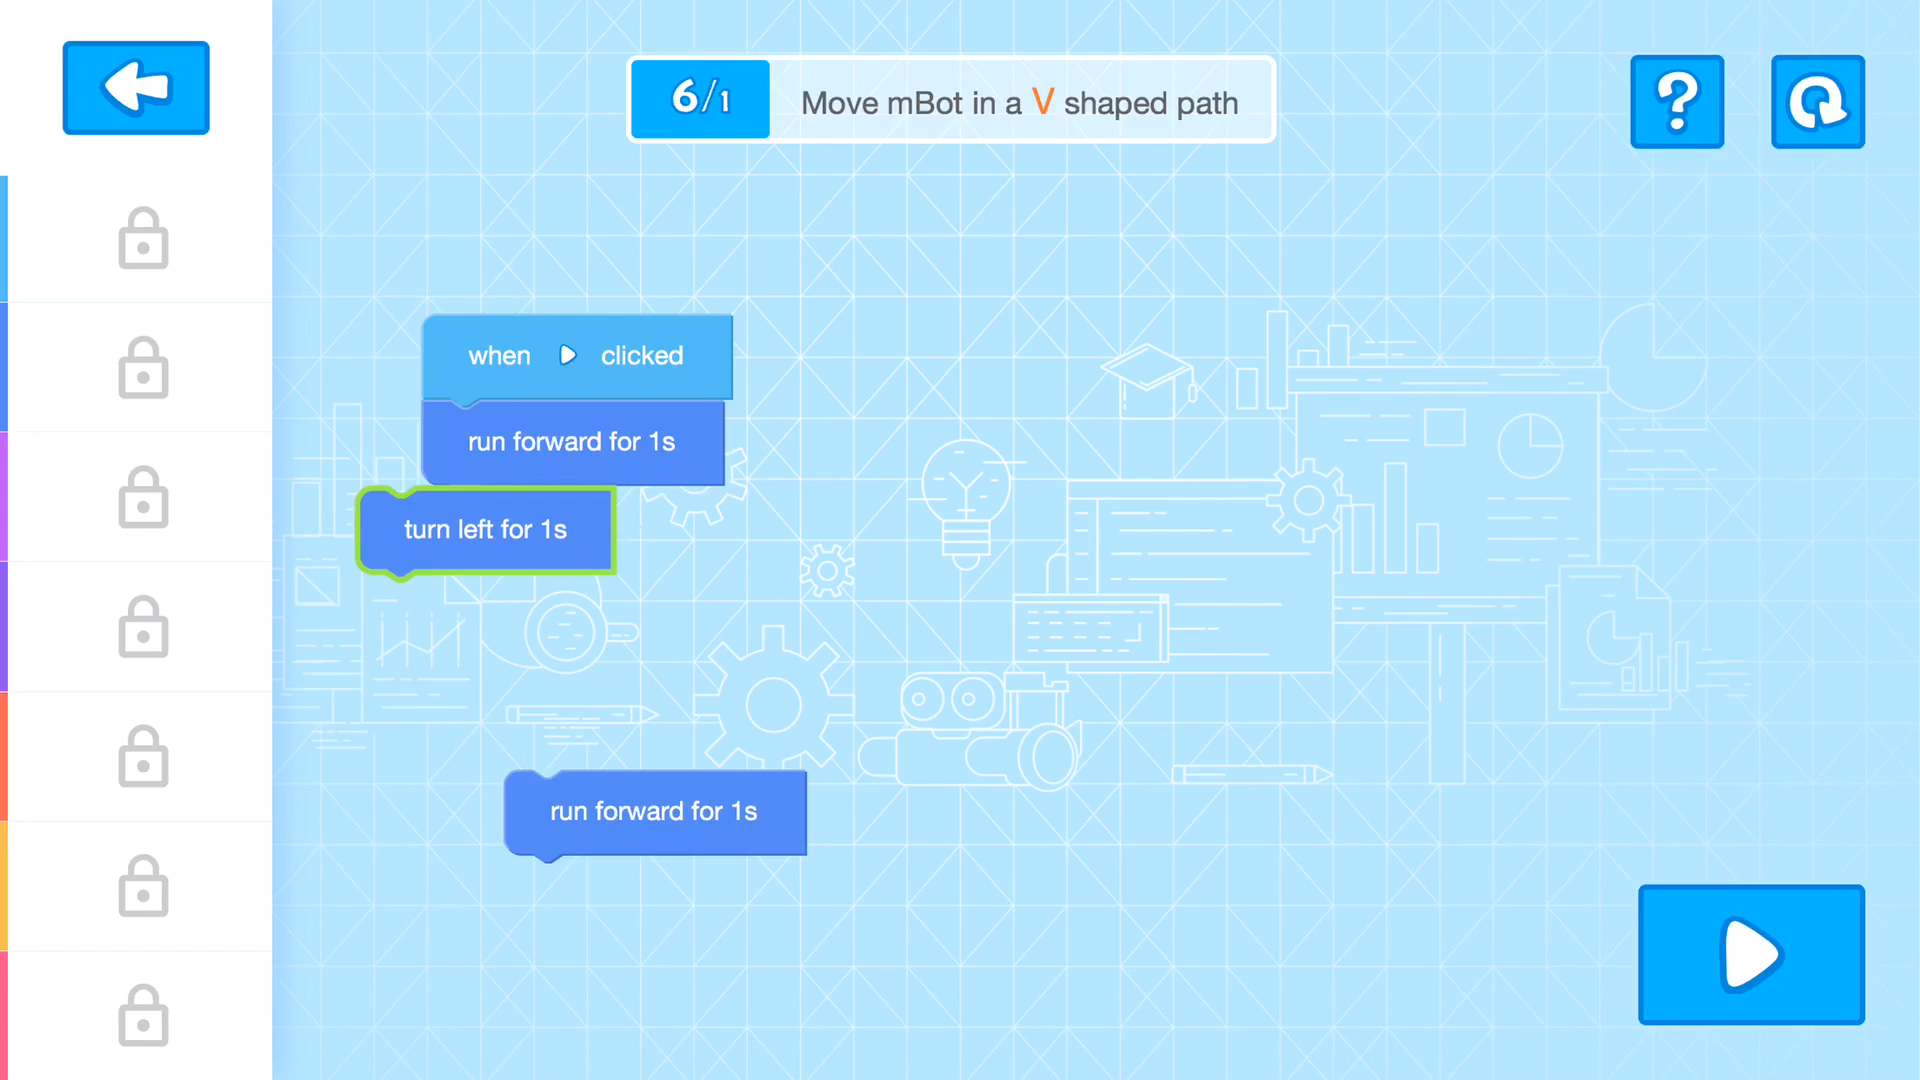 6/1
Move mBot in a V shaped path
when clicked
run forward for 1s
turn left for 1s
run forward for 1s